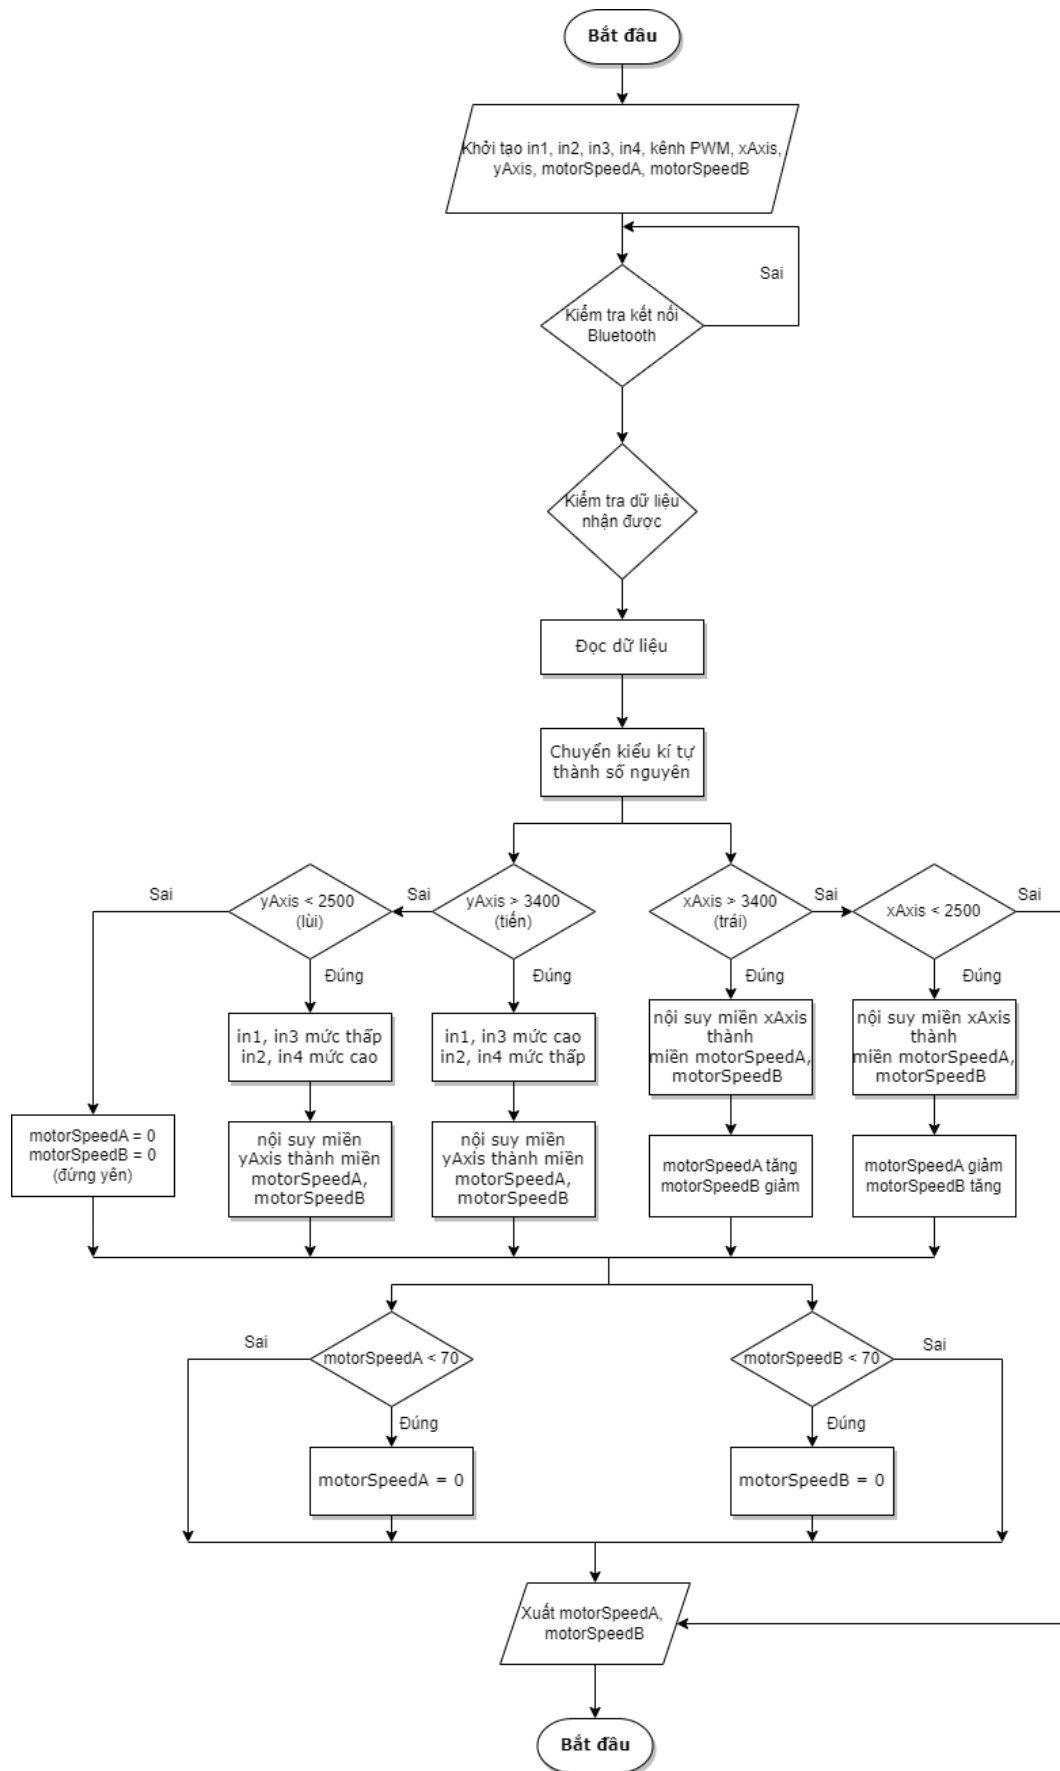 Bắt đầu
Khởi tạo in1, in2, in3, in4, kênh PWM, xAxis,
yAxis, motorSpeedA, motorSpeedB
Sai
Kiểm tra kết nối
Bluetooth
Kiểm tra dữ liệu
nhận được
Đọc dữ liệu
Chuyển kiểu kí tự
thành số nguyên
Sai
yAxis < 2500
(lùi)
Sai
yAxis > 3400
(tiến)
xAxis > 3400
(trái)
Sai
xAxis < 2500
Sai
Đúng
Đúng
Đúng
Đúng
in1, in3 mức thấp
in2, in4 mức cao
in1, in3 mức cao
in2, in4 mức thấp
nội suy miền xAxis
thành
miền motorSpeedA,
motorSpeedB
nội suy miền xAxis
thành
miền motorSpeedA,
motorSpeedB
motorSpeedA = 0
motorSpeedB = 0
(đứng yên)
nội suy miền
yAxis thành miền
motorSpeedA,
motorSpeedB
nội suy miền
yAxis thành miền
motorSpeedA,
motorSpeedB
motorSpeedA tăng
motorSpeedB giảm
motorSpeedA giảm
motorSpeedB tăng
Sai
motorSpeedA < 70
motorSpeedB < 70
Sai
Đúng
Đúng
motorSpeedA = 0
motorSpeedB = 0
Xuất motorSpeedA,
motorSpeedB
Bắt đầu